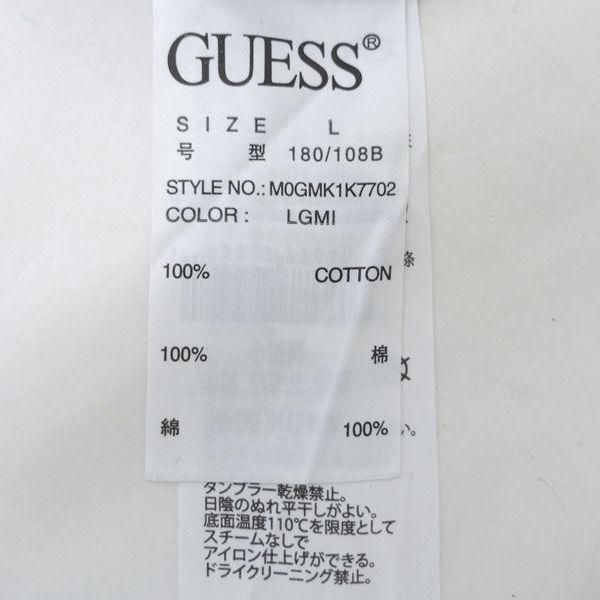 GUESS®
SIZE L
号型 180/108B
STYLE NO.: M0GMK1K7702
COLOR: LGMI
100% COTTON
100% 棉
綿 100%
條
い。
タンブラー乾燥禁止。
日陰のぬれ平干しがよい。
底面温度110℃を限度として
スチームなしで
アイロン仕上げができる。
ドライクリーニング禁止。